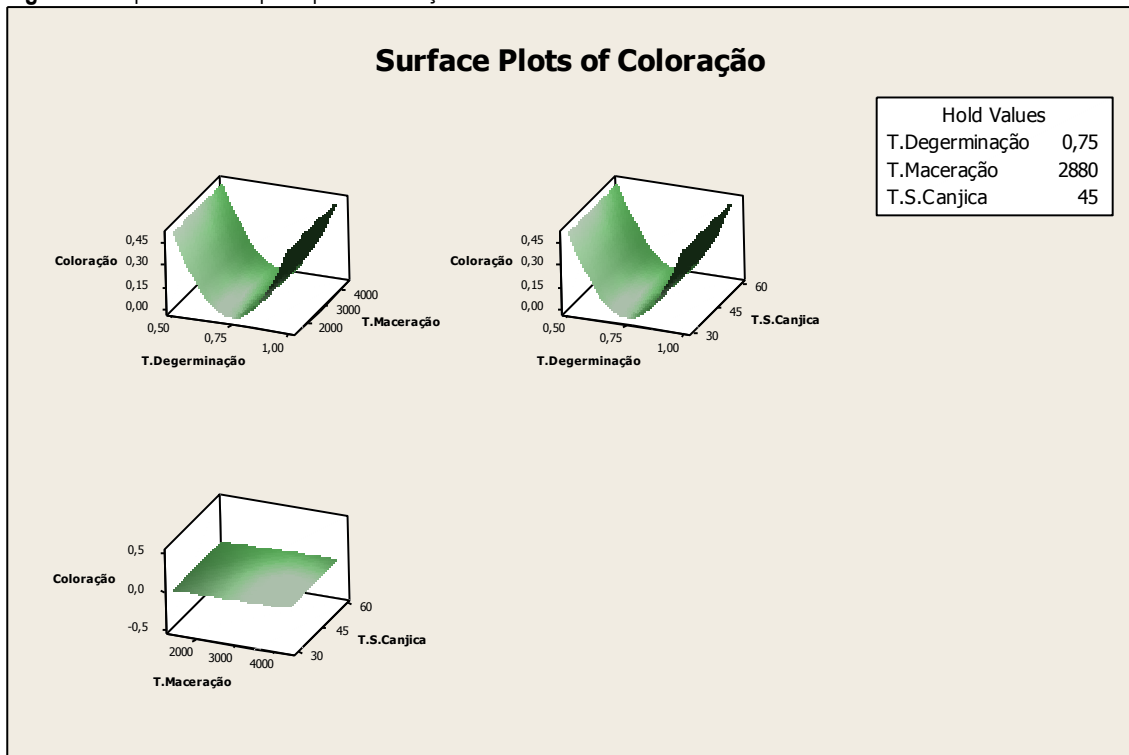 Surface Plots of Coloração
Hold Values
T.Degerminação 0,75
T.Maceração 2880
T.S.Canjica 45
Coloração
0,45
0,30
0,15
0,00
0,50
0,75
1,00
T.Degerminação
2000
3000
4000
T.Maceração
Coloração
0,45
0,30
0,15
0,00
0,50
0,75
1,00
T.Degerminação
30
45
60
T.S.Canjica
Coloração
0,5
0,0
-0,5
2000
3000
4000
T.Maceração
30
45
60
T.S.Canjica